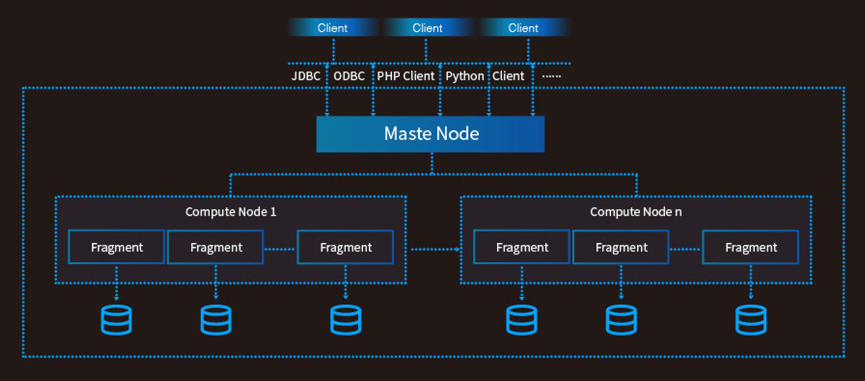 Client Client Client
JDBC ODBC PHP Client Python Client ······
Maste Node
Compute Node 1 Compute Node n
Fragment Fragment Fragment Fragment Fragment Fragment